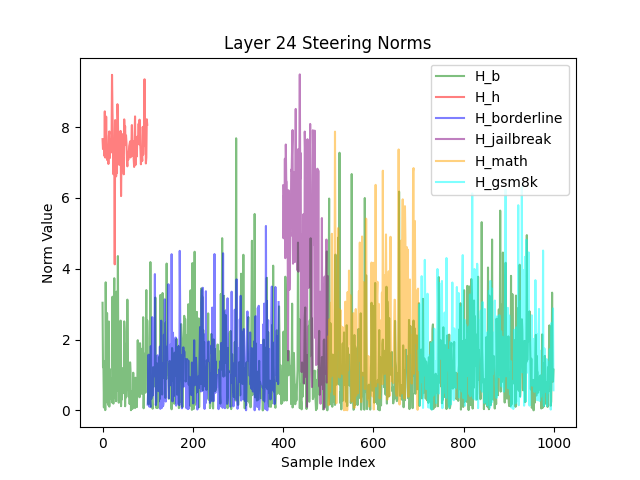 Layer 24 Steering Norms
H_b
H_h
H_borderline
H_jailbreak
H_math
H_gsm8k
Norm Value
8
6
4
2
0
0
200
400
600
800
1000
Sample Index